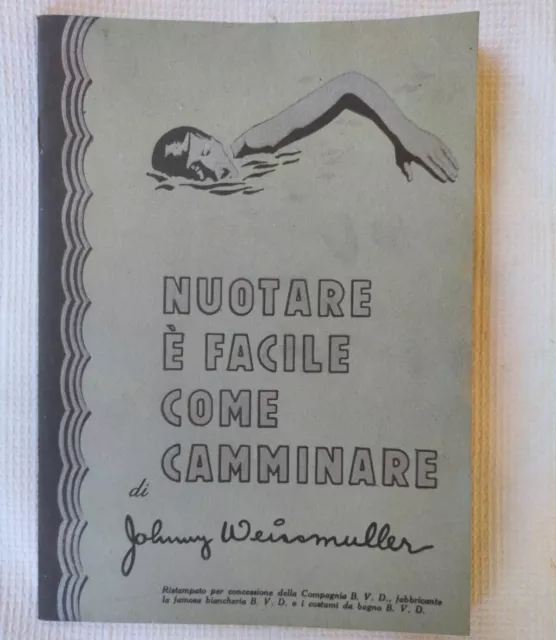 NUOTARE
È FACILE
COME
CAMMINARE
di
Johnny Weissmuller
Ristampato per concessione della Compagnia B. V. D., fabbricante
la famosa biancheria B. V. D. e i costumi da bagno B. V. D.